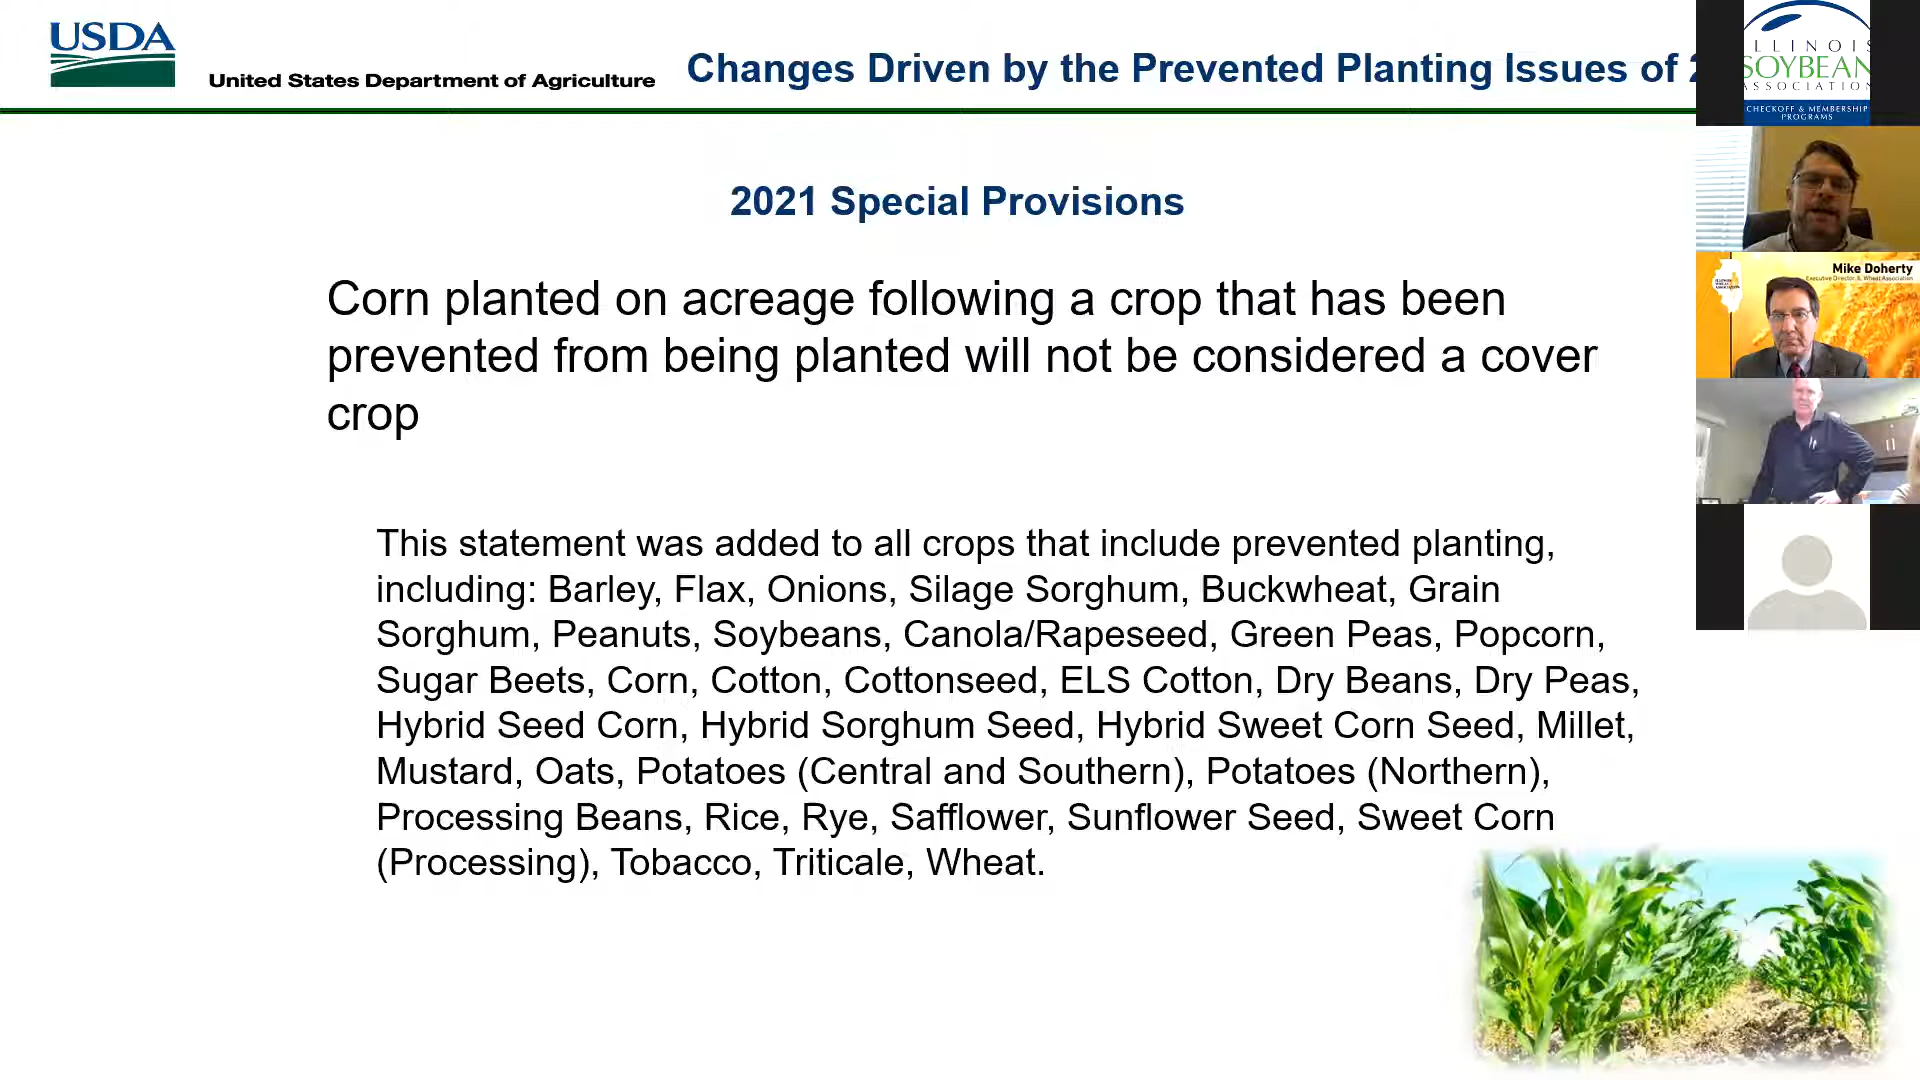 USDA
United States Department of Agriculture
Changes Driven by the Prevented Planting Issues of
ILLINOIS
SOYBEAN
ASSOCIATION
CHECKOFF & MEMBERSHIP
PROGRAMS
2021 Special Provisions
Mike Doherty
Executive Director, IL Wheat Association
Corn planted on acreage following a crop that has been
prevented from being planted will not be considered a cover
crop
This statement was added to all crops that include prevented planting,
including: Barley, Flax, Onions, Silage Sorghum, Buckwheat, Grain
Sorghum, Peanuts, Soybeans, Canola/Rapeseed, Green Peas, Popcorn,
Sugar Beets, Corn, Cotton, Cottonseed, ELS Cotton, Dry Beans, Dry Peas,
Hybrid Seed Corn, Hybrid Sorghum Seed, Hybrid Sweet Corn Seed, Millet,
Mustard, Oats, Potatoes (Central and Southern), Potatoes (Northern),
Processing Beans, Rice, Rye, Safflower, Sunflower Seed, Sweet Corn
(Processing), Tobacco, Triticale, Wheat.